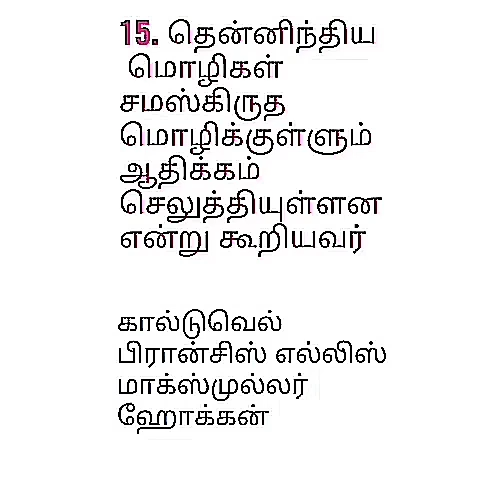 15. தென்னிந்திய
மொழிகள்
சமஸ்கிருத
மொழிக்குள்ளும்
ஆதிக்கம்
செலுத்தியுள்ளன
என்று கூறியவர்
கால்டுவெல்
பிரான்சிஸ் எல்லிஸ்
மாக்ஸ்முல்லர்
ஹோக்கன்